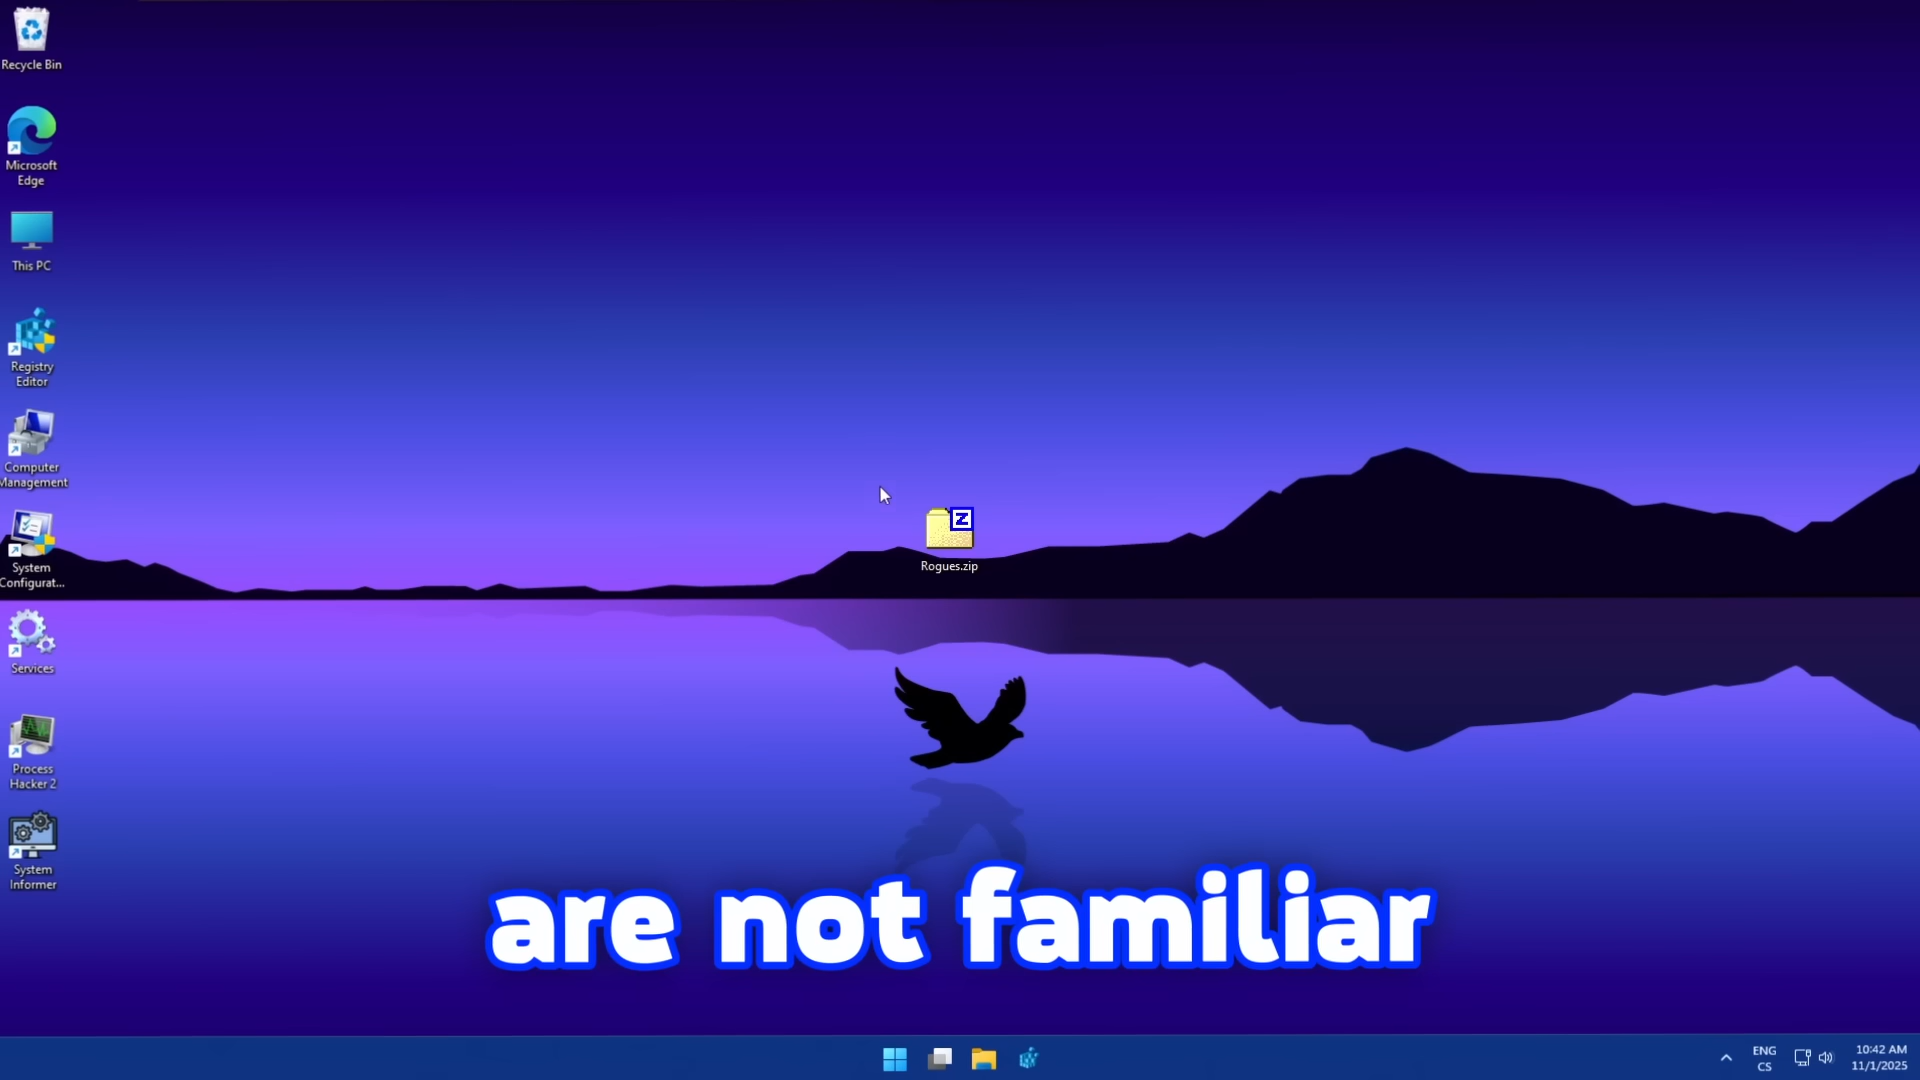 Recycle Bin
Microsoft
Edge
This PC
Registry
Editor
Computer
Management
System
Configurat...
Services
Process
Hacker 2
System
Informer
Z
Rogues.zip
are not familiar
ENG
CS
10:42 AM
11/1/2025